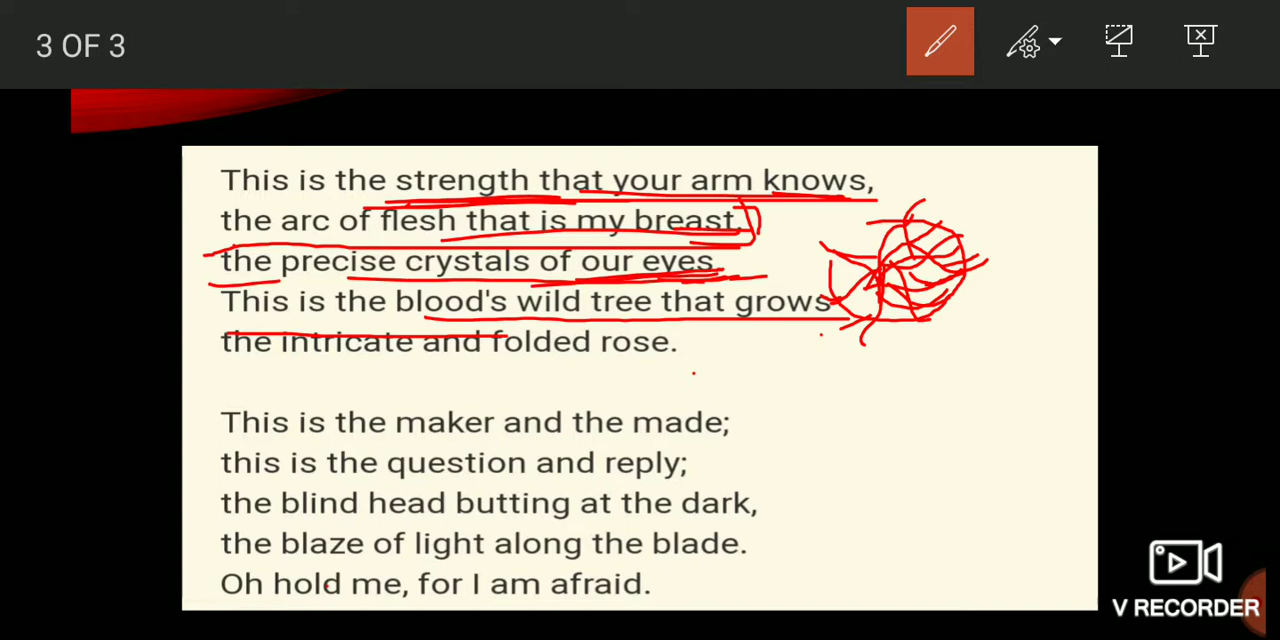 3 OF 3
This is the strength that your arm knows,
the arc of flesh that is my breast,
the precise crystals of our eyes.
This is the blood's wild tree that grows
the intricate and folded rose.
This is the maker and the made;
this is the question and reply;
the blind head butting at the dark,
the blaze of light along the blade.
Oh hold me, for I am afraid.
V RECORDER